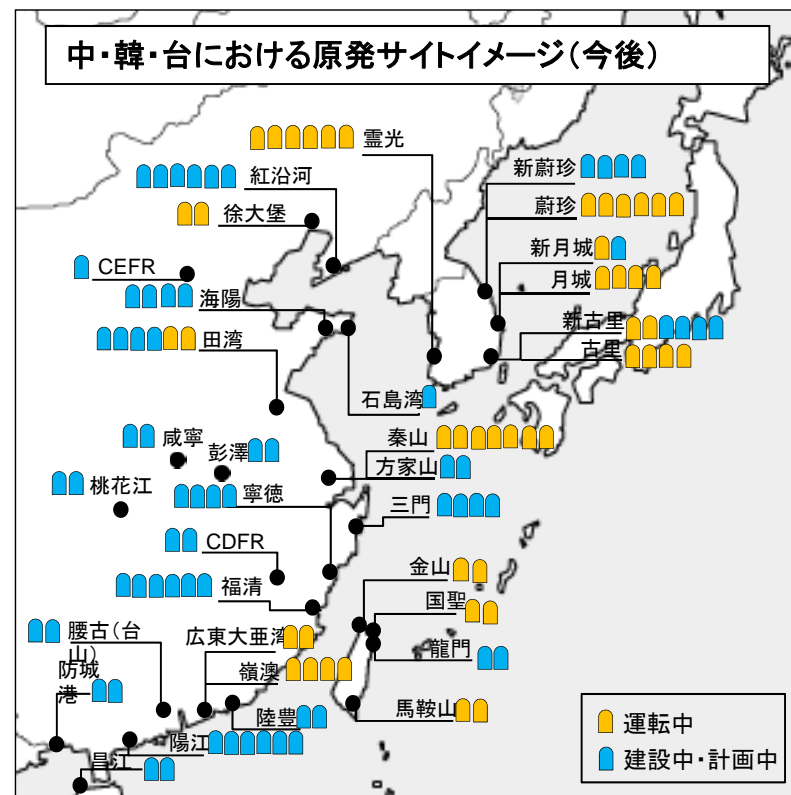 中・韓・台における原発サイトイメージ（今後）
霊光
新蔚珍
紅沿河
蔚珍
徐大堡
新月城
CEFR
月城
海陽
新古里
田湾
古里
石島湾
秦山
咸寧
彭澤
方家山
桃花江
寧徳
三門
CDFR
金山
福清
国聖
腰古（台
山）
広東大亜湾
龍門
防城
港
嶺澳
馬鞍山
陸豊
陽江
昌江
運転中
建設中・計画中